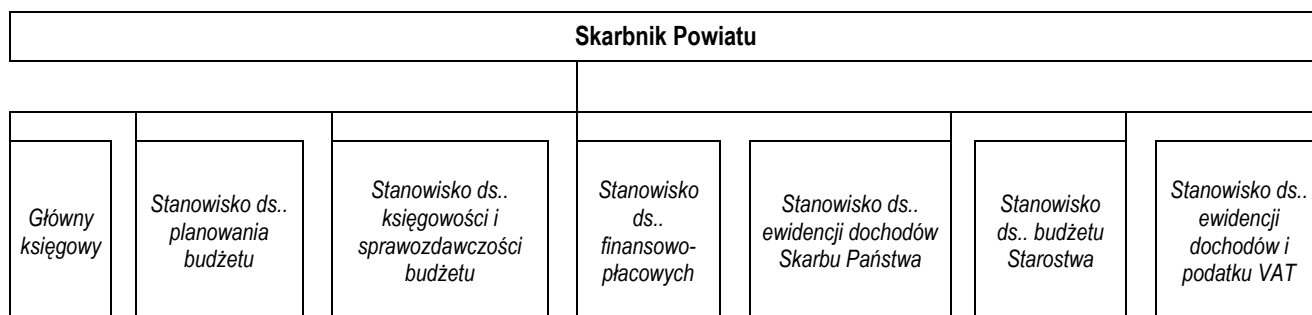 Skarbnik Powiatu
Główny
księgowy
Stanowisko ds..
planowania
budżetu
Stanowisko ds..
księgowości i
sprawozdawczości
budżetu
Stanowisko
ds..
finansowo-
płacowych
Stanowisko ds..
ewidencji dochodów
Skarbu Państwa
Stanowisko
ds.. budżetu
Starostwa
Stanowisko ds..
ewidencji
dochodów i
podatku VAT